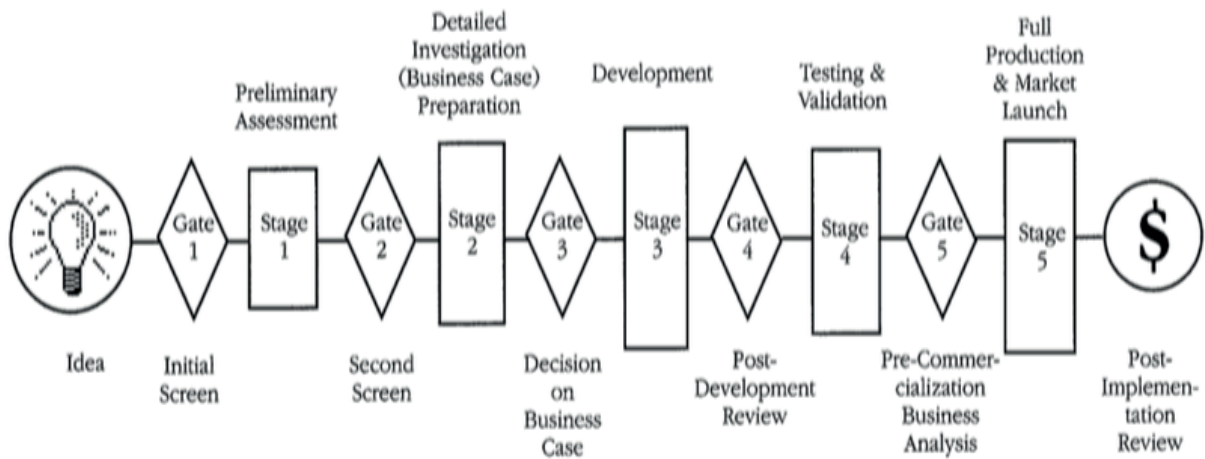 Preliminary
Assessment
Detailed
Investigation
(Business Case)
Preparation
Development
Testing &
Validation
Full
Production
& Market
Launch
Gate
1
Stage
1
Gate
2
Stage
2
Gate
3
Stage
3
Gate
4
Stage
4
Gate
5
Stage
5
$
Idea
Initial
Screen
Second
Screen
Decision
on
Business
Case
Post-
Development
Review
Pre-Commer-
cialization
Business
Analysis
Post-
Implemen-
tation
Review